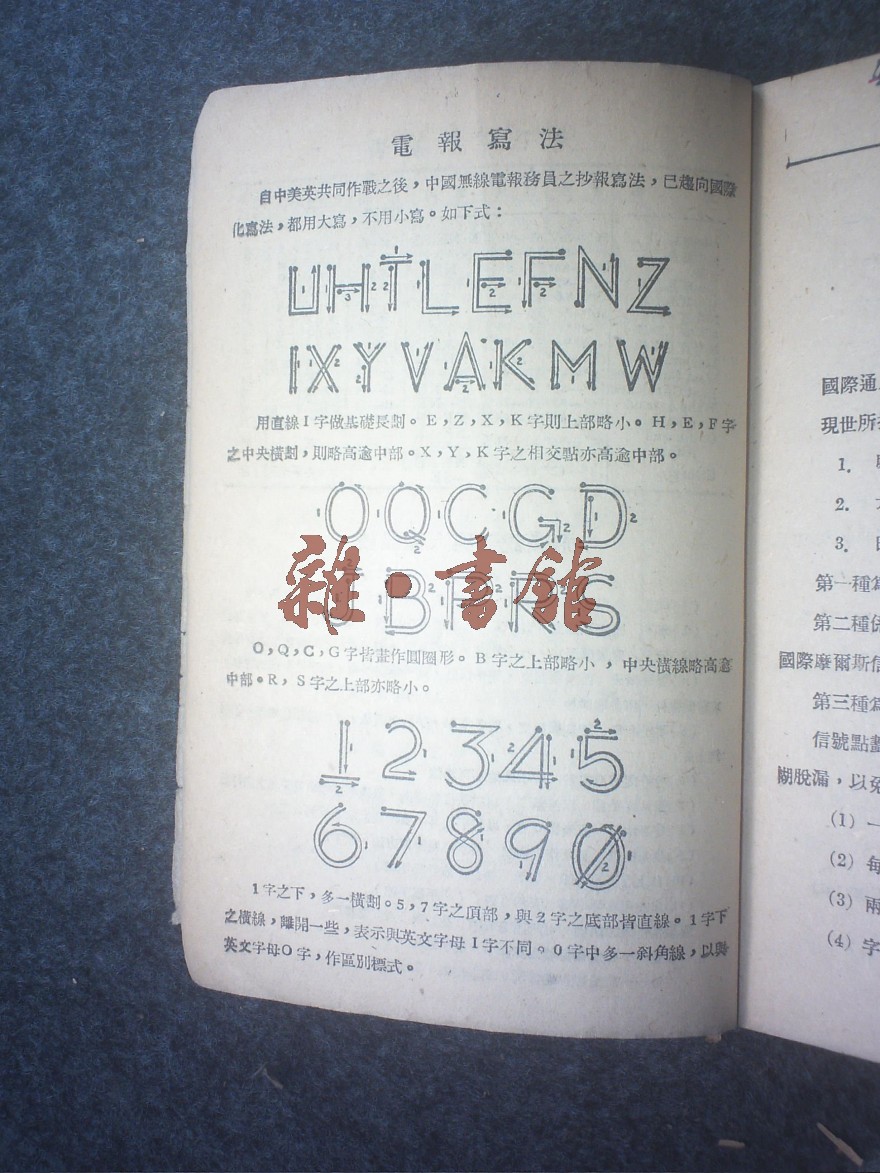 電報寫法
自中美英共同作戰之後，中國無線電報務員之抄報寫法，已趨向國際
化寫法，都用大寫，不用小寫。如下式：
UHTLEFNZ
IXYVAKMW
用直線I字做基礎長劃。E，Z，X，K字則上部略小。H，E，F字
之中央橫劃，則略高逾中部。X，Y，K字之相交點亦高逾中部。
OQCGD
JBPRS
雜·書館
O，Q，C，G字皆畫作圓圈形。B字之上部略小，中央橫線略高逾
中部。R，S字之上部亦略小。
12345
67890
1字之下，多一橫劃。5，7字之頂部，與2字之底部皆直線。1字下
之橫線，離開一些，表示與英文字母I字不同。0字中多一斜角線，以與
英文字母O字，作區別標式。
國際通
現世所
1.
2.
3.
第一種爲
第二種係
國際摩爾斯信
第三種爲
信號點劃
糊脫漏，以免
(1) 一
(2) 每
(3) 兩
(4) 字